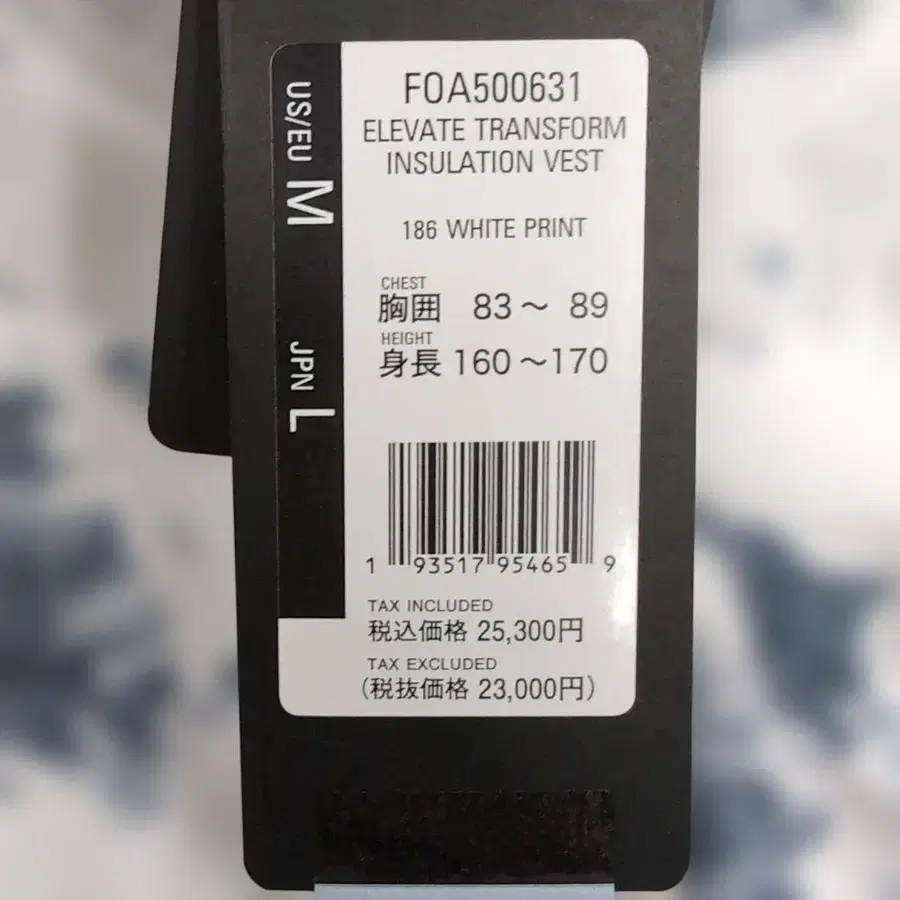 US/EU M
JPN L
FOA500631
ELEVATE TRANSFORM
INSULATION VEST
186 WHITE PRINT
CHEST
胸囲 83～ 89
HEIGHT
身長 160～170
1 93517 95465 9
TAX INCLUDED
税込価格 25,300円
TAX EXCLUDED
(税抜価格 23,000円)